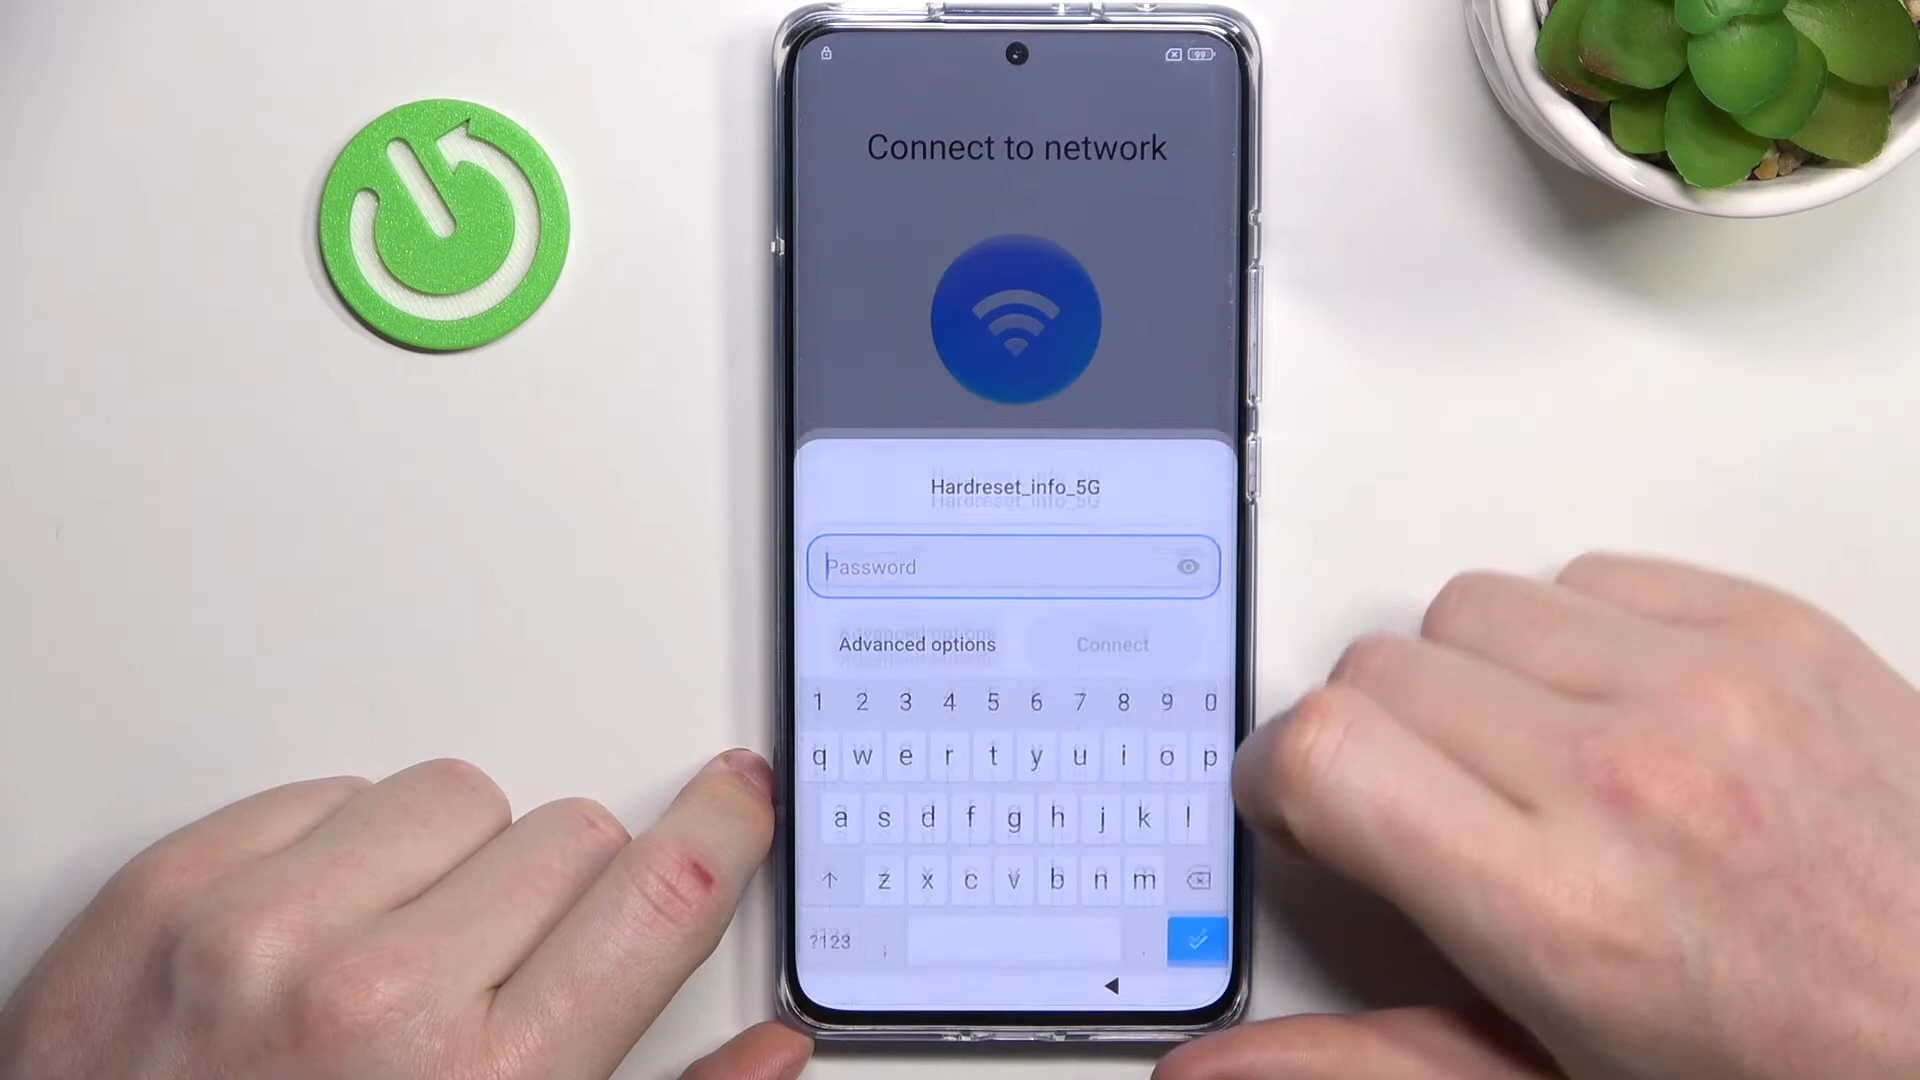 99
Connect to network
Hardreset_info_5G
Password
Advanced options Connect
1 2 3 4 5 6 7 8 9 0
q w e r t y u i o p
a s d f g h j k l
z x c v b n m
?123 , .